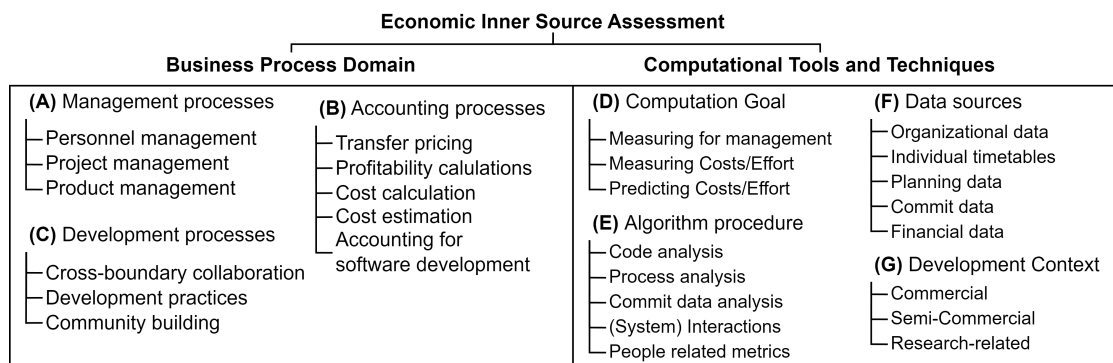 Economic Inner Source Assessment
Business Process Domain
(A) Management processes
Personnel management
Project management
Product management
(B) Accounting processes
Transfer pricing
Profitability calulations
Cost calculation
Cost estimation
Accounting for
software development
(C) Development processes
Cross-boundary collaboration
Development practices
Community building
Computational Tools and Techniques
(D) Computation Goal
Measuring for management
Measuring Costs/Effort
Predicting Costs/Effort
(E) Algorithm procedure
Code analysis
Process analysis
Commit data analysis
(System) Interactions
People related metrics
(F) Data sources
Organizational data
Individual timetables
Planning data
Commit data
Financial data
(G) Development Context
Commercial
Semi-Commercial
Research-related